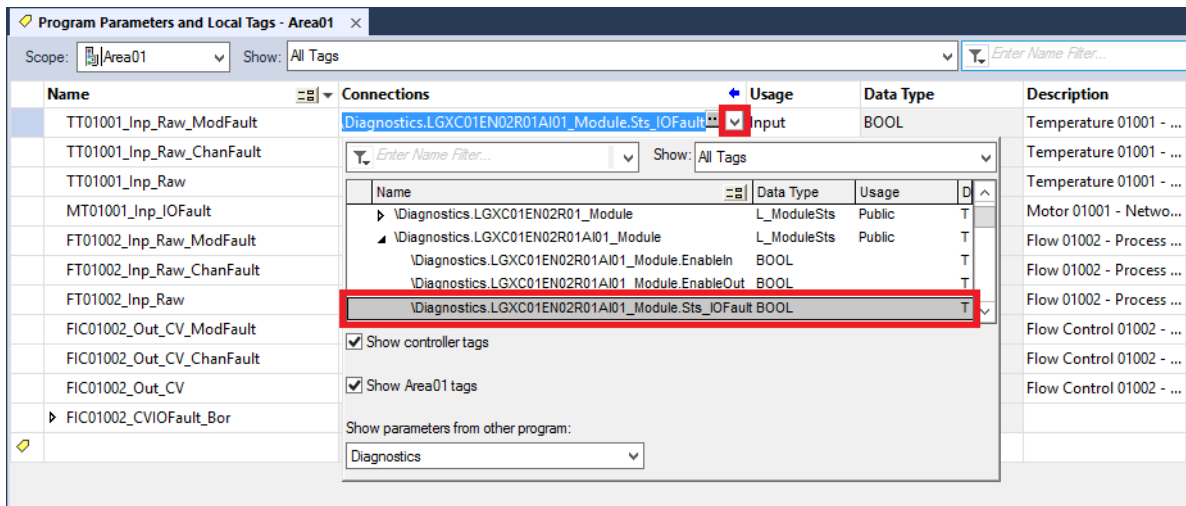 Program Parameters and Local Tags - Area01 ×
Scope: Area01 Show: All Tags Enter Name Filter...
Name Connections Usage Data Type Description
TT01001_Inp_Raw_ModFault \Diagnostics.LGXC01EN02R01AI01_Module.Sts_IOFault Input BOOL Temperature 01001 - ...
TT01001_Inp_Raw_ChanFault Temperature 01001 - ...
Enter Name Filter... Show: All Tags
TT01001_Inp_Raw Temperature 01001 - ...
Name Data Type Usage D
MT01001_Inp_IOFault \Diagnostics.LGXC01EN02R01_Module L_ModuleSts Public T Motor 01001 - Netwo...
FT01002_Inp_Raw_ModFault \Diagnostics.LGXC01EN02R01AI01_Module L_ModuleSts Public T Flow 01002 - Process ...
\Diagnostics.LGXC01EN02R01AI01_Module.EnableIn BOOL T
FT01002_Inp_Raw_ChanFault Flow 01002 - Process ...
\Diagnostics.LGXC01EN02R01AI01_Module.EnableOut BOOL T
FT01002_Inp_Raw Flow 01002 - Process ...
\Diagnostics.LGXC01EN02R01AI01_Module.Sts_IOFault BOOL T
FIC01002_Out_CV_ModFault Flow Control 01002 - ...
Show controller tags
FIC01002_Out_CV_ChanFault Flow Control 01002 - ...
FIC01002_Out_CV Show Area01 tags Flow Control 01002 - ...
FIC01002_CVIOFault_Bor
Show parameters from other program:
Diagnostics